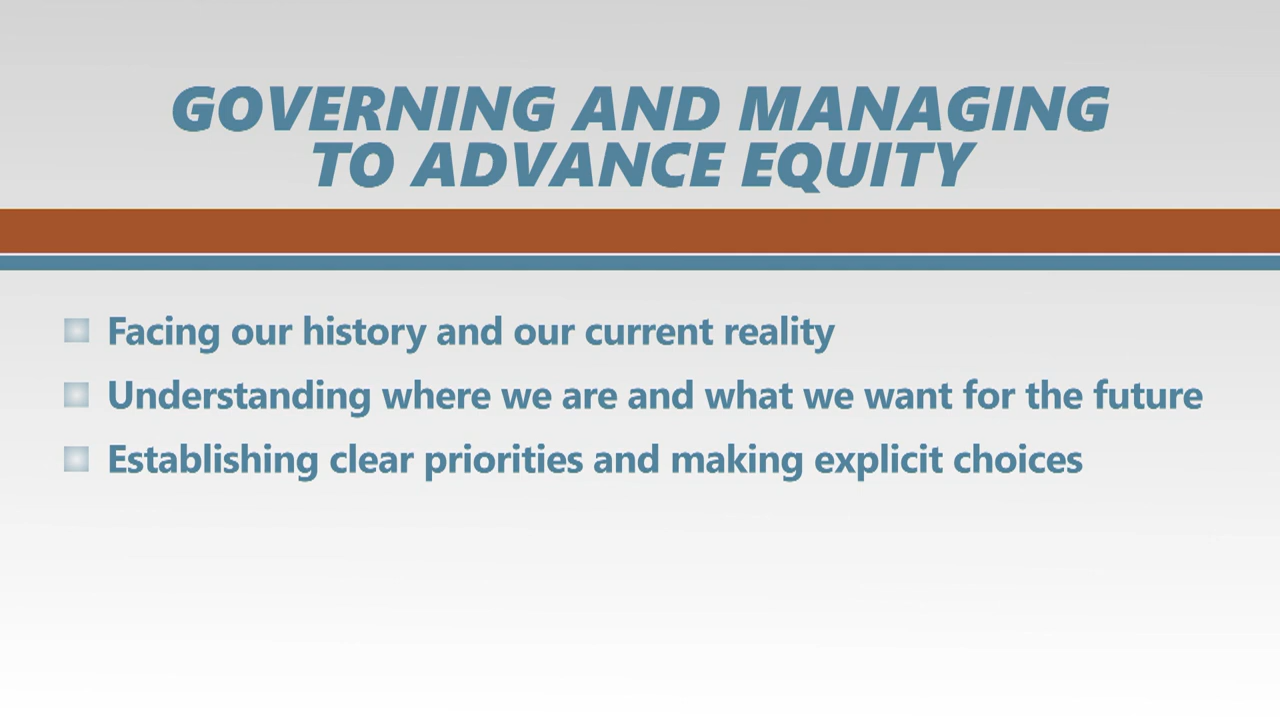 GOVERNING AND MANAGING
TO ADVANCE EQUITY
Facing our history and our current reality
Understanding where we are and what we want for the future
Establishing clear priorities and making explicit choices